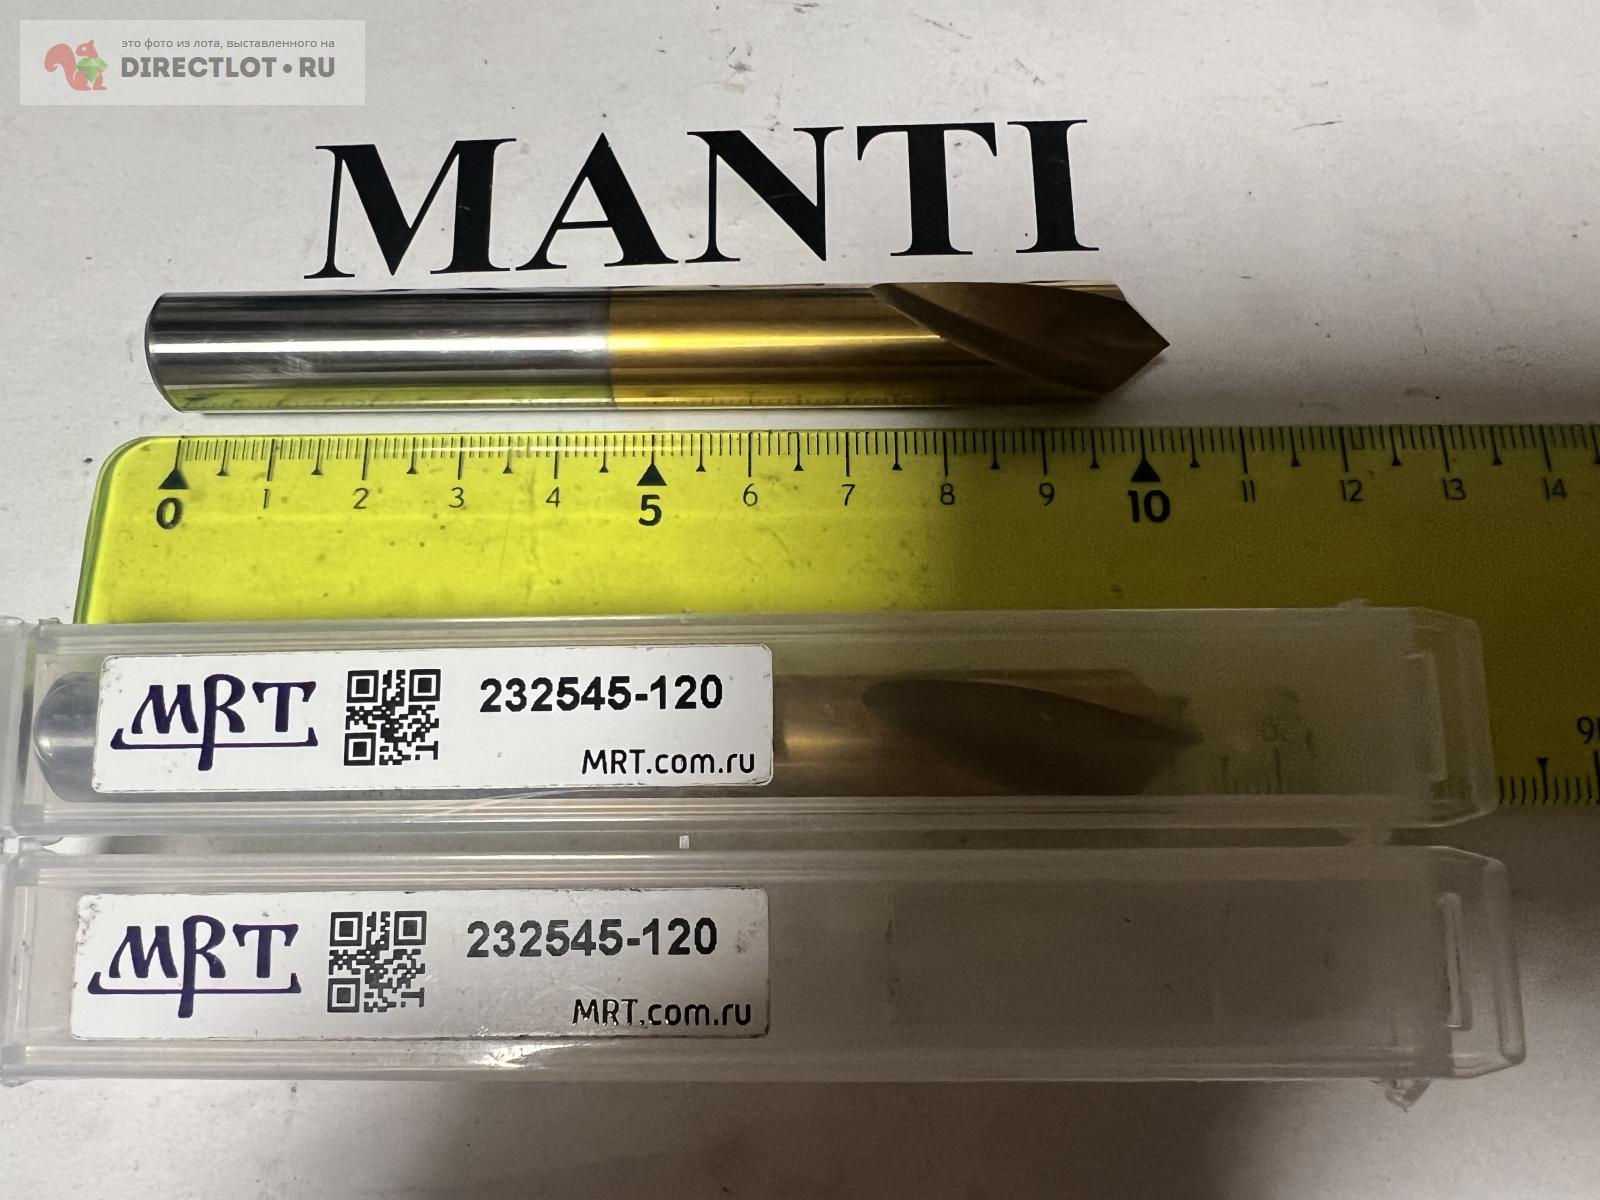 это фото из лота, выставленного на
DIRECTLOT•RU
MANTI
0 1 2 3 4 5 6 7 8 9 10 11 12 13 14
MRT
232545-120
MRT.com.ru
MRT
232545-120
MRT.com.ru